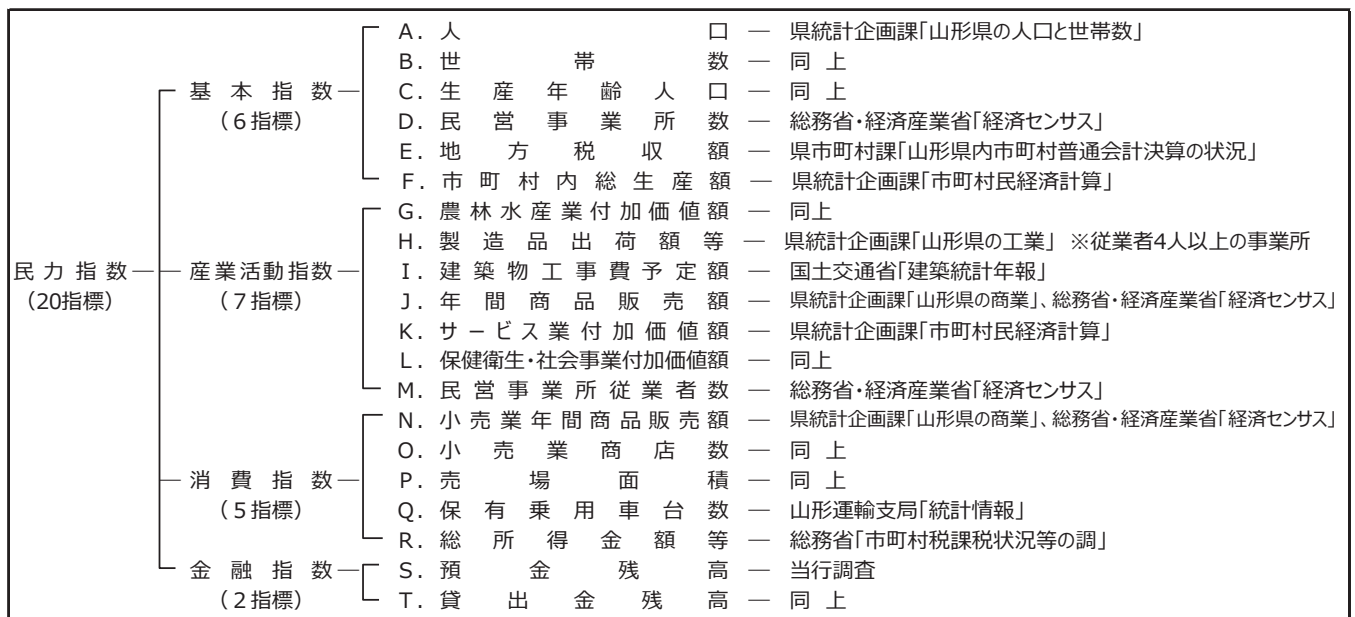 A．人口 ― 県統計企画課「山形県の人口と世帯数」
B．世帯数 ― 同上
基本指数 C．生産年齢人口 ― 同上
（6指標） D．民営事業所数 ― 総務省・経済産業省「経済センサス」
E．地方税収額 ― 県市町村課「山形県内市町村普通会計決算の状況」
F．市町村内総生産額 ― 県統計企画課「市町村民経済計算」
G．農林水産業付加価値額 ― 同上
H．製造品出荷額等 ― 県統計企画課「山形県の工業」 ※従業者4人以上の事業所
民力指数 産業活動指数 I．建築物工事費予定額 ― 国土交通省「建築統計年報」
（20指標） （7指標） J．年間商品販売額 ― 県統計企画課「山形県の商業」、総務省・経済産業省「経済センサス」
K．サービス業付加価値額 ― 県統計企画課「市町村民経済計算」
L．保健衛生・社会事業付加価値額 ― 同上
M．民営事業所従業者数 ― 総務省・経済産業省「経済センサス」
N．小売業年間商品販売額 ― 県統計企画課「山形県の商業」、総務省・経済産業省「経済センサス」
O．小売業商店数 ― 同上
消費指数 P．売場面積 ― 同上
（5指標） Q．保有乗用車台数 ― 山形運輸支局「統計情報」
R．総所得金額等 ― 総務省「市町村税課税状況等の調」
金融指数 S．預金残高 ― 当行調査
（2指標） T．貸出金残高 ― 同上